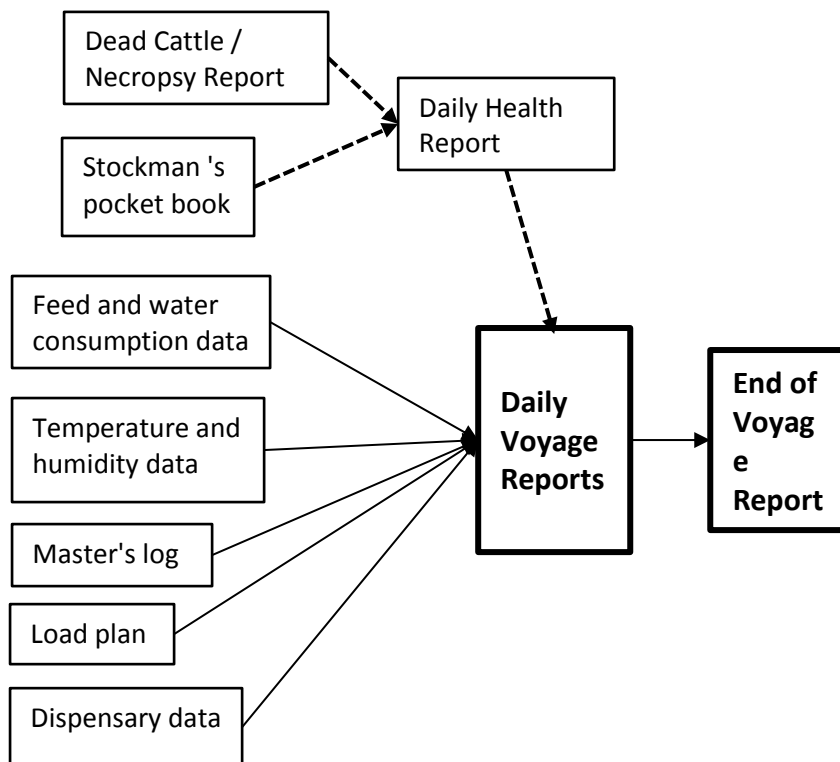 Dead Cattle /
Necropsy Report
Daily Health
Report
Stockman 's
pocket book
Feed and water
consumption data
Temperature and
humidity data
Master's log
Load plan
Dispensary data
Daily
Voyage
Reports
End of
Voyag
e
Report